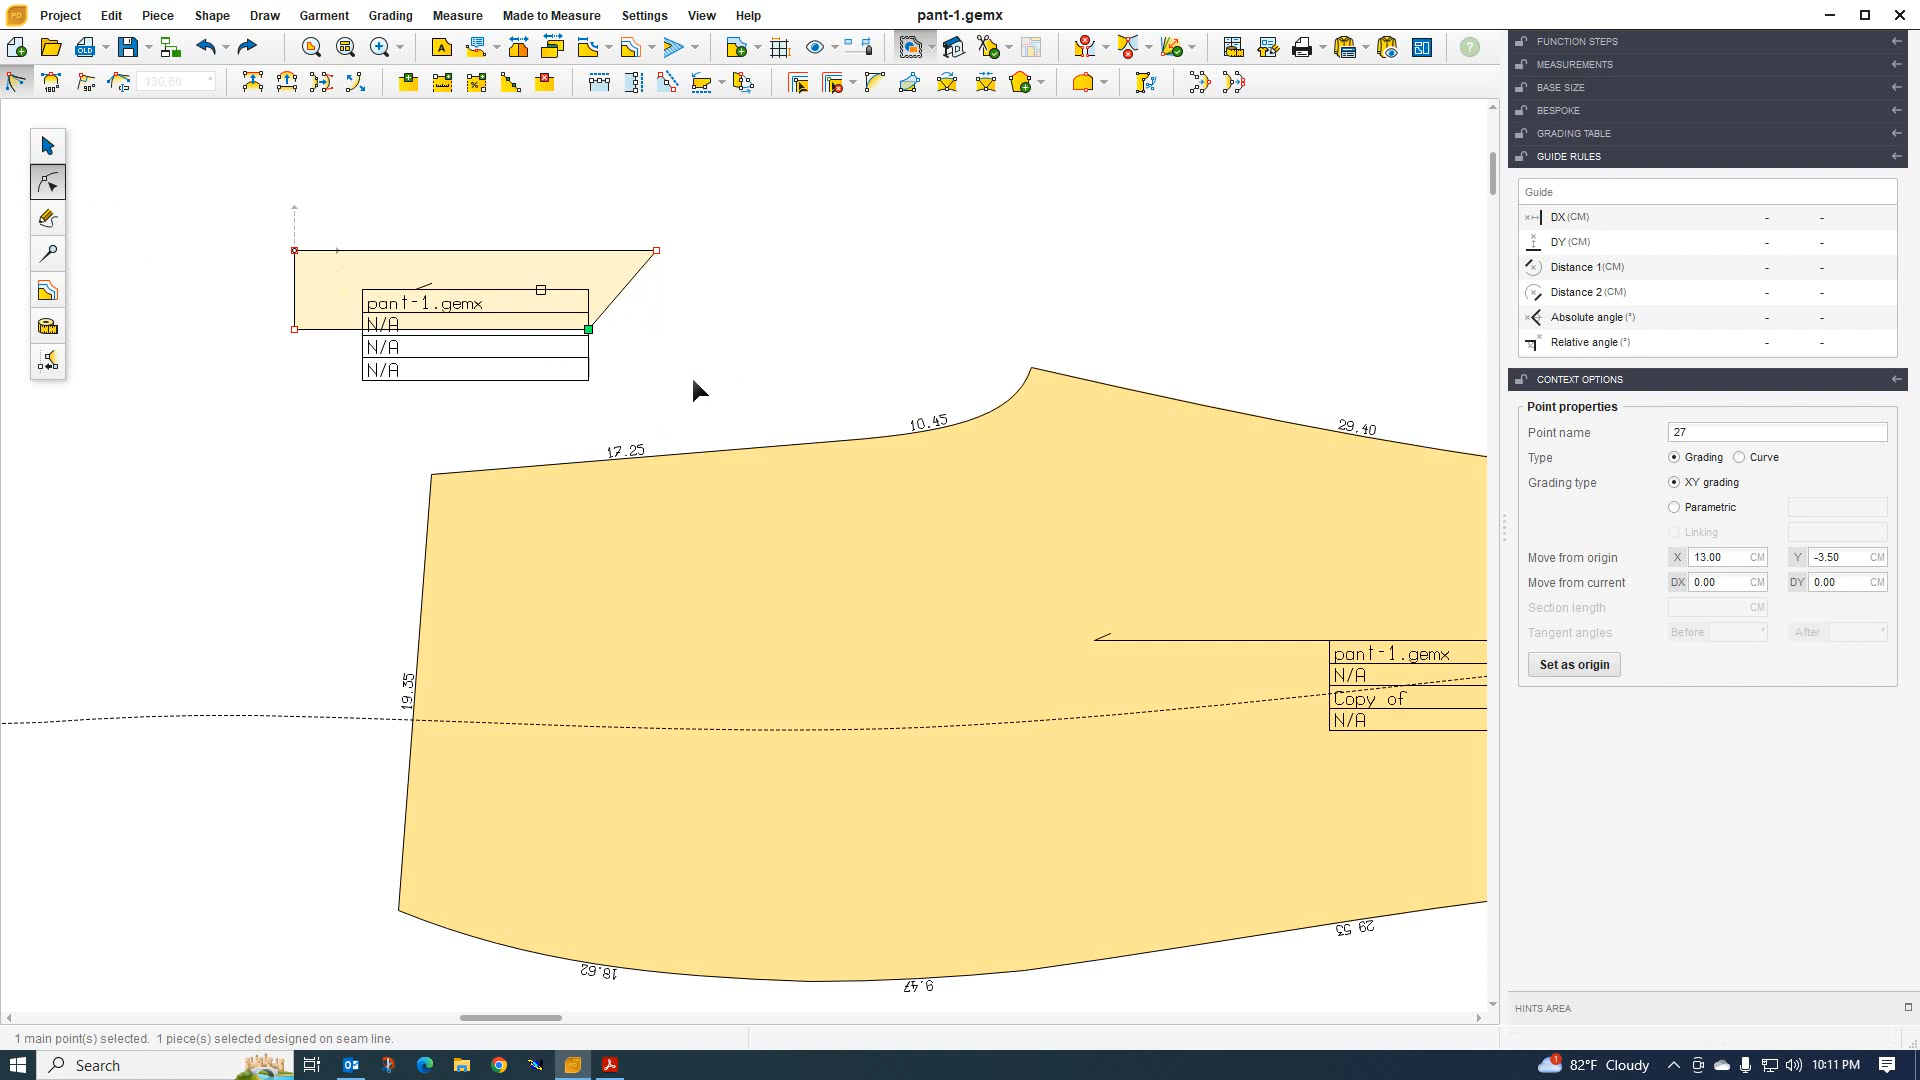 Project Edit Piece Shape Draw Garment Grading Measure Made to Measure Settings View Help pant-1.gemx
130.60 °
FUNCTION STEPS
MEASUREMENTS
BASE SIZE
BESPOKE
GRADING TABLE
GUIDE RULES
Guide
DX (CM) - -
DY (CM) - -
Distance 1(CM) - -
Distance 2 (CM) - -
Absolute angle (°) - -
Relative angle (°) - -
CONTEXT OPTIONS
Point properties
Point name 27
Type Grading Curve
Grading type XY grading
Parametric
Linking
Move from origin X 13.00 CM Y -3.50 CM
Move from current DX 0.00 CM DY 0.00 CM
Section length CM
Tangent angles Before ° After °
Set as origin
HINTS AREA
pant-1.gemx
N/A
N/A
N/A
17.25
10.45
29.40
19.35
pant-1.gemx
N/A
Copy of
N/A
18.62
9.47
29.53
1 main point(s) selected. 1 piece(s) selected designed on seam line.
Search
82°F Cloudy
10:11 PM